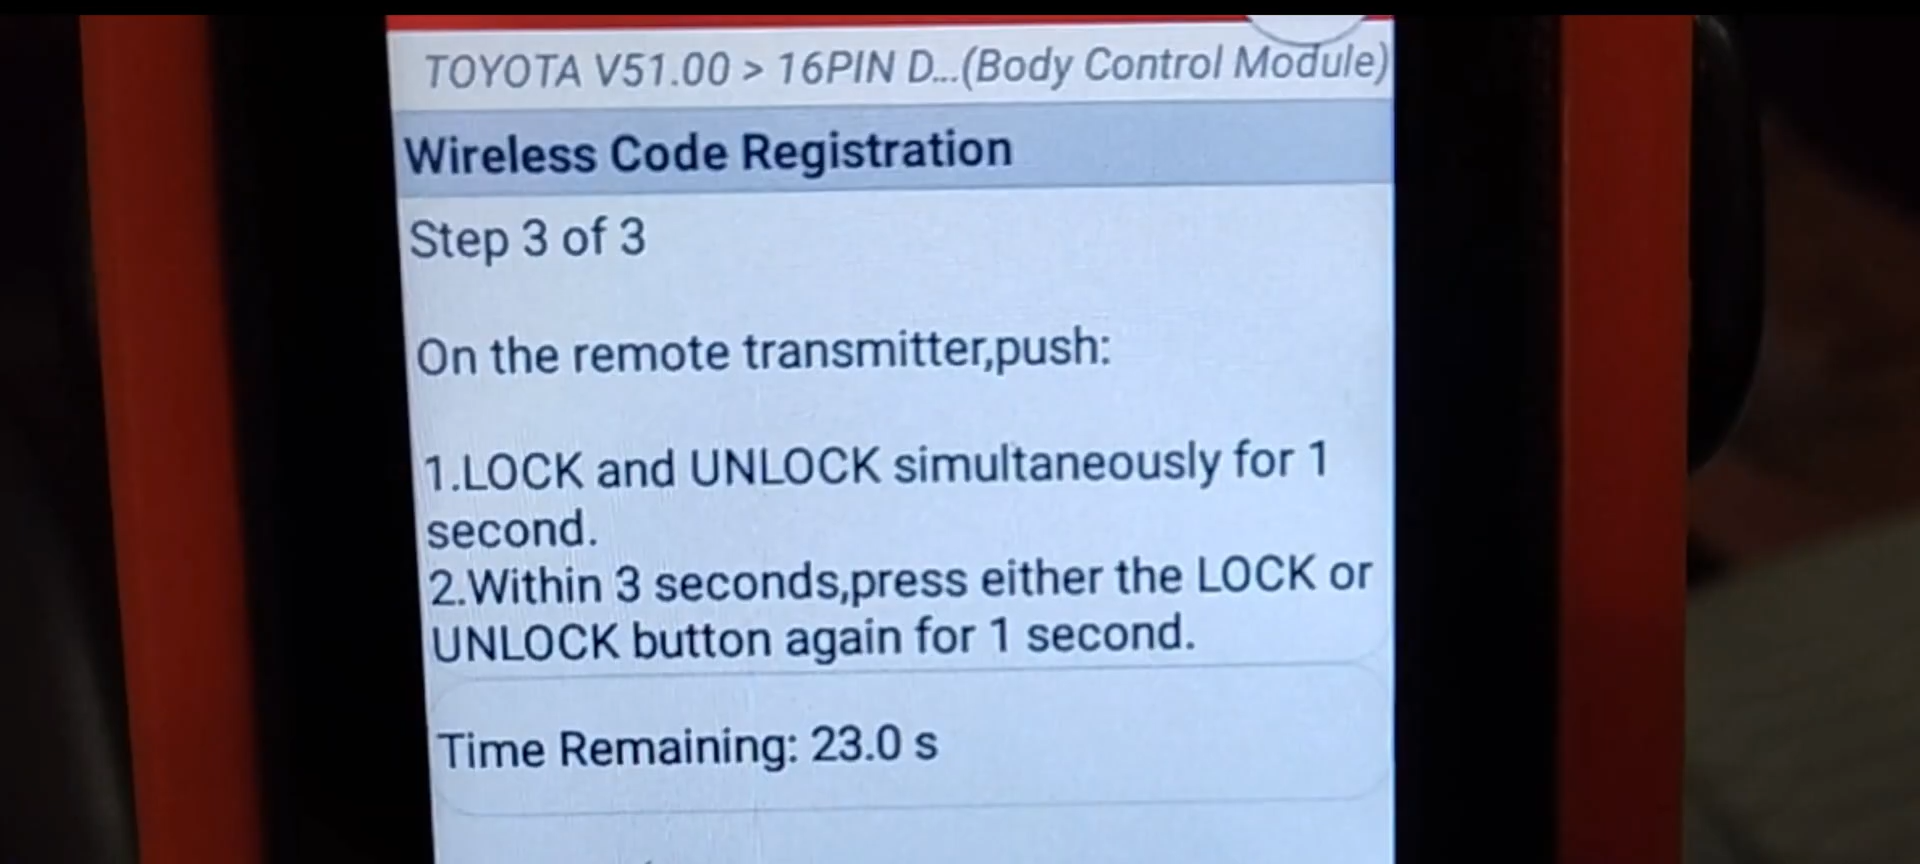 TOYOTA V51.00 > 16PIN D...(Body Control Module)
Wireless Code Registration
Step 3 of 3
On the remote transmitter,push:
1.LOCK and UNLOCK simultaneously for 1
second.
2.Within 3 seconds,press either the LOCK or
UNLOCK button again for 1 second.
Time Remaining: 23.0 s